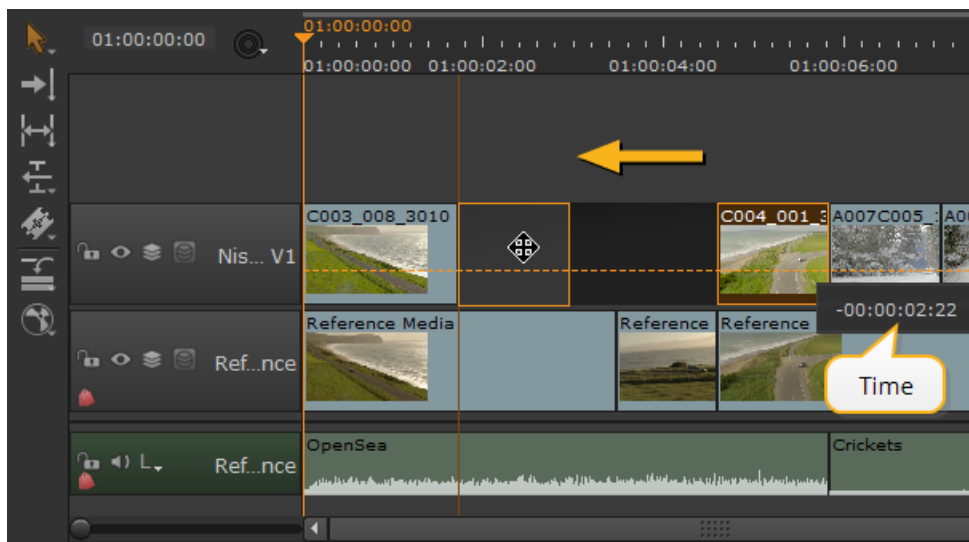 01:00:00:00
01:00:00:00
01:00:00:00 01:00:02:00 01:00:04:00 01:00:06:00
C003_008_3010 C004_001_3 A007C005_ A00
Nis... V1
-00:00:02:22
Reference Media Reference Reference
Ref...nce
Time
OpenSea Crickets
L
Ref...nce